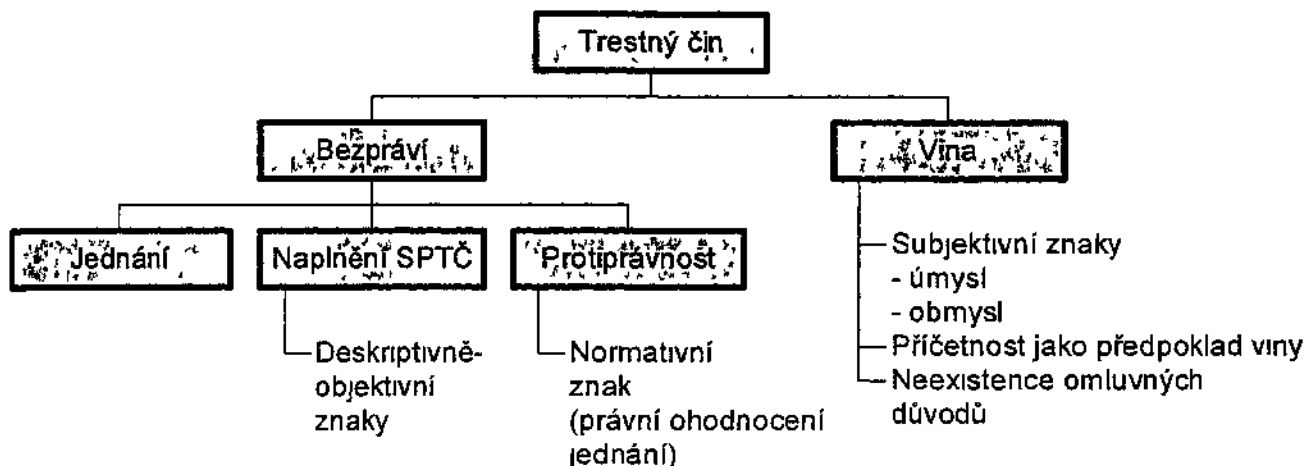 Trestný čin
Bezpráví
Vina
Jednání
Naplnění SPTČ
Protiprávnost
Deskriptivně-
objektivní
znaky
Normativní
znak
(právní ohodnocení
jednání)
Subjektivní znaky
- úmysl
- obmysl
Příčetnost jako předpoklad viny
Neexistence omluvných
důvodů